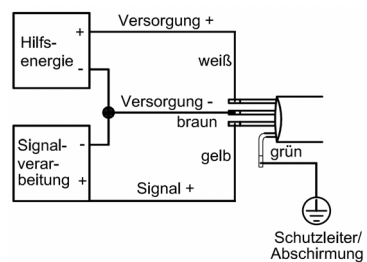 Versorgung +
Hilfs-
energie
+
-
weiß
Versorgung -
braun
Signal-
verar-
beitung
-
+
gelb
grün
Signal +
Schutzleiter/
Abschirmung